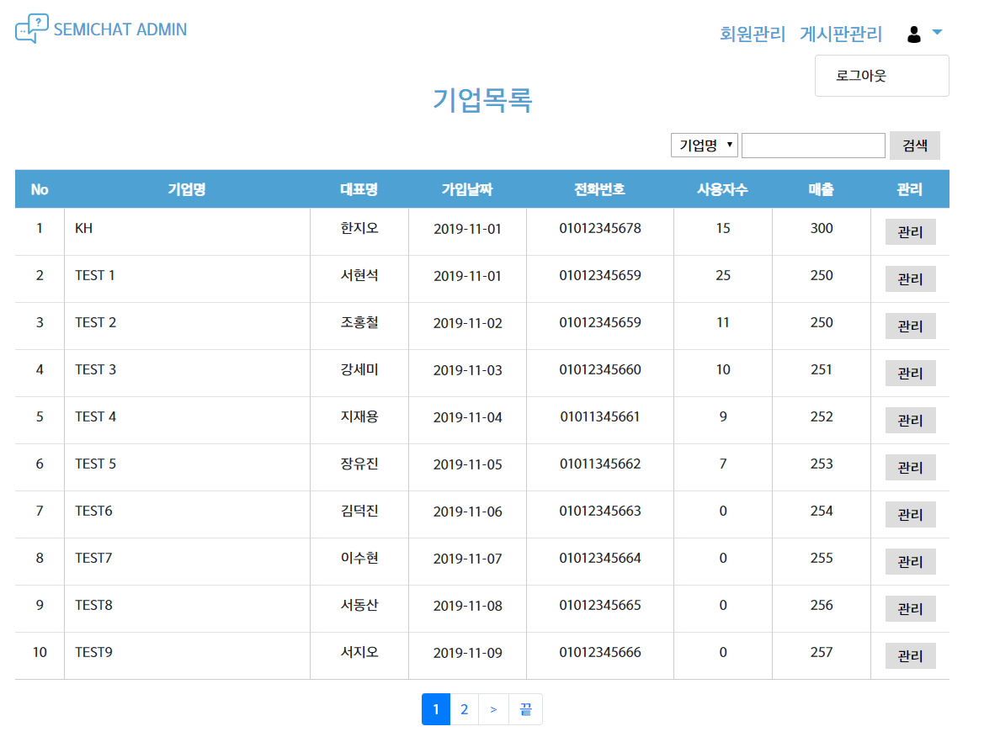 SEMICHAT ADMIN
회원관리 게시판관리
로그아웃
기업목록
기업명 검색
No 기업명 대표명 가입날짜 전화번호 사용자수 매출 관리
1 KH 한지오 2019-11-01 01012345678 15 300 관리
2 TEST 1 서현석 2019-11-01 01012345659 25 250 관리
3 TEST 2 조홍철 2019-11-02 01012345659 11 250 관리
4 TEST 3 강세미 2019-11-03 01012345660 10 251 관리
5 TEST 4 지재용 2019-11-04 01011345661 9 252 관리
6 TEST 5 장유진 2019-11-05 01011345662 7 253 관리
7 TEST6 김덕진 2019-11-06 01012345663 0 254 관리
8 TEST7 이수현 2019-11-07 01012345664 0 255 관리
9 TEST8 서동산 2019-11-08 01012345665 0 256 관리
10 TEST9 서지오 2019-11-09 01012345666 0 257 관리
1 2 > 끝